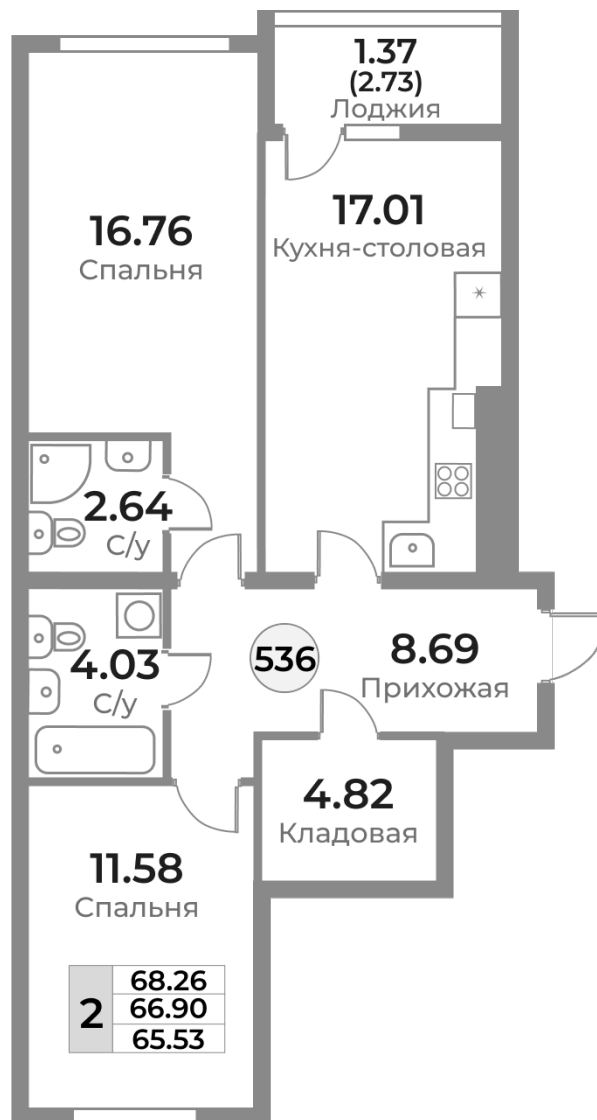 1.37
(2.73)
Лоджия
16.76
Спальня
17.01
Кухня-столовая
2.64
С/у
4.03
С/у
536
8.69
Прихожая
4.82
Кладовая
11.58
Спальня
2
68.26
66.90
65.53